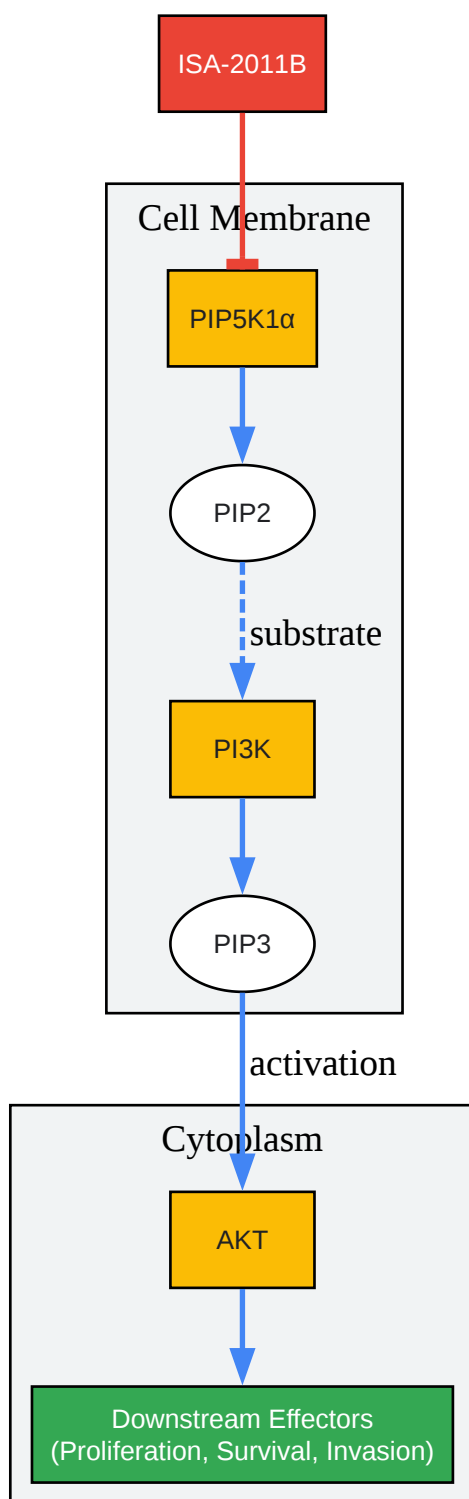 ISA-2011B
Cell Membrane
PIP5K1α
PIP2
substrate
PI3K
PIP3
activation
Cytoplasm
AKT
Downstream Effectors
(Proliferation, Survival, Invasion)